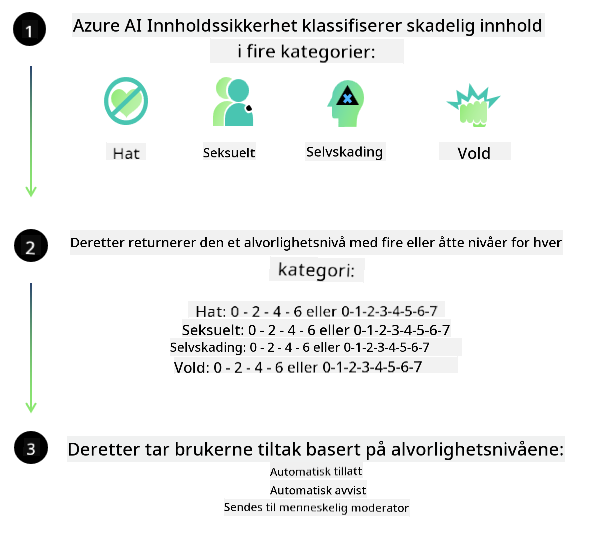 1
Azure AI Innholdssikkerhet klassifiserer skadelig innhold
i fire kategorier:
Hat
Seksuelt
Selvskading
Vold
2
Deretter returnerer den et alvorlighetsnivå med fire eller åtte nivåer for hver
kategori:
Hat: 0 - 2 - 4 - 6 eller 0-1-2-3-4-5-6-7
Seksuelt: 0 - 2 - 4 - 6 eller 0-1-2-3-4-5-6-7
Selvskading: 0 - 2 - 4 - 6 eller 0-1-2-3-4-5-6-7
Vold: 0 - 2 - 4 - 6 eller 0-1-2-3-4-5-6-7
3
Deretter tar brukerne tiltak basert på alvorlighetsnivåene:
Automatisk tillatt
Automatisk avvist
Sendes til menneskelig moderator